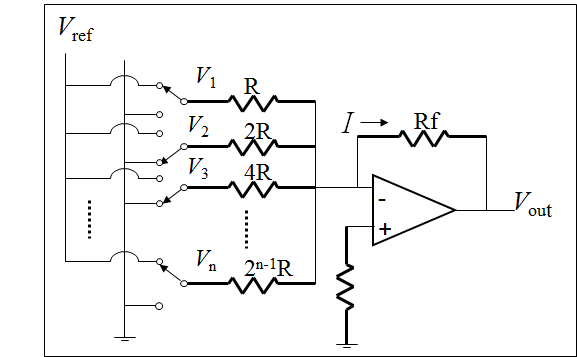 Vref
V1 R
V2 2R
V3 4R
Vn 2n-1R
I Rf
-
+
Vout